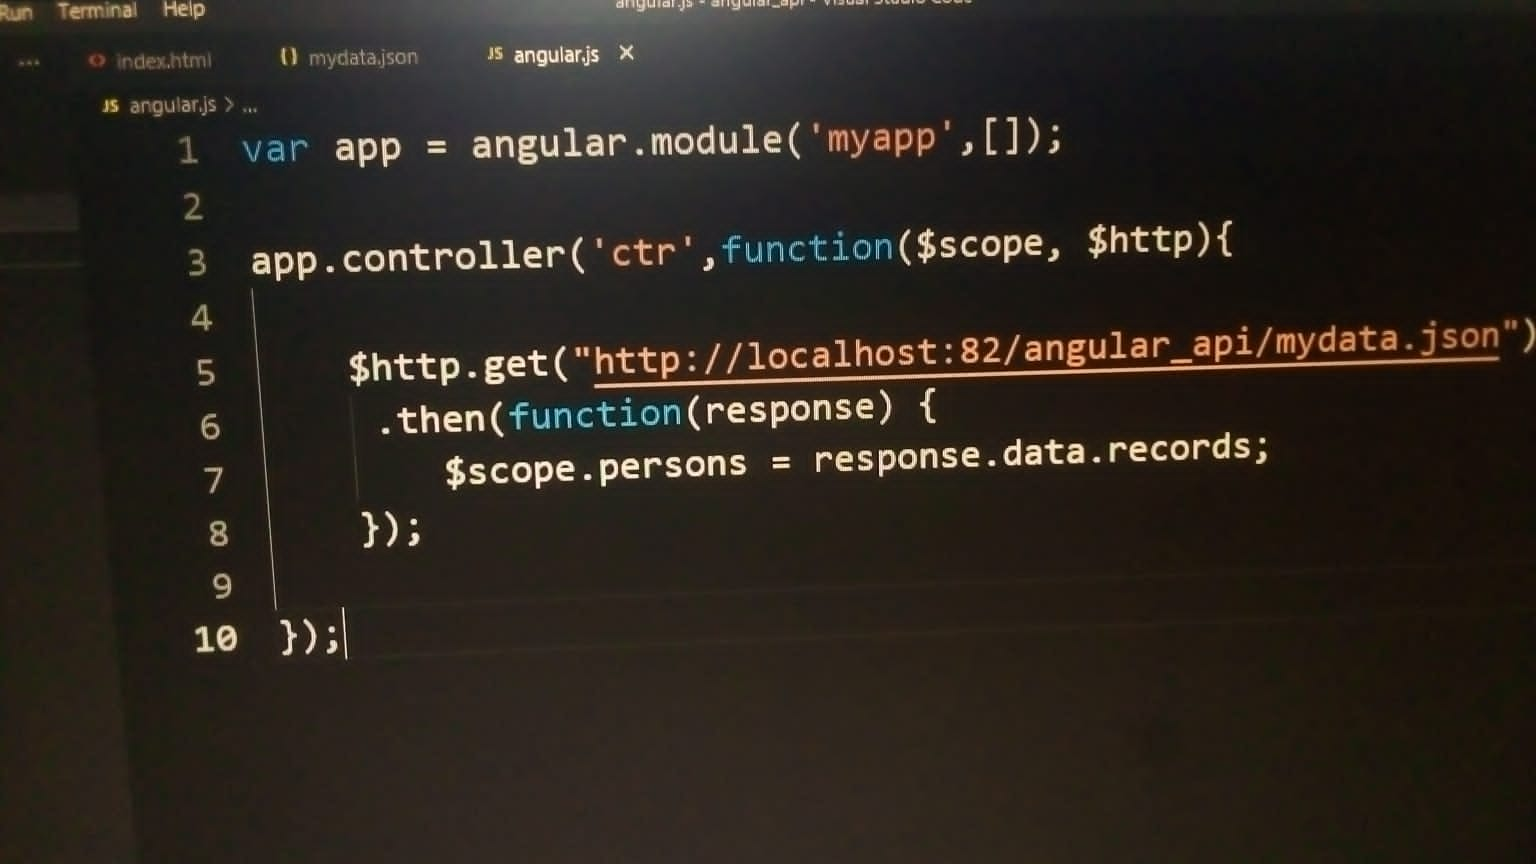 Run Terminal Help
angular.js - angular_api - Visual Studio Code
... index.html {} mydata.json JS angular.js ×
JS angular.js > ...
1 var app = angular.module('myapp',[]);
2
3 app.controller('ctr',function($scope, $http){
4
5 $http.get("http://localhost:82/angular_api/mydata.json")
6 .then(function(response) {
7 $scope.persons = response.data.records;
8 });
9
10 });